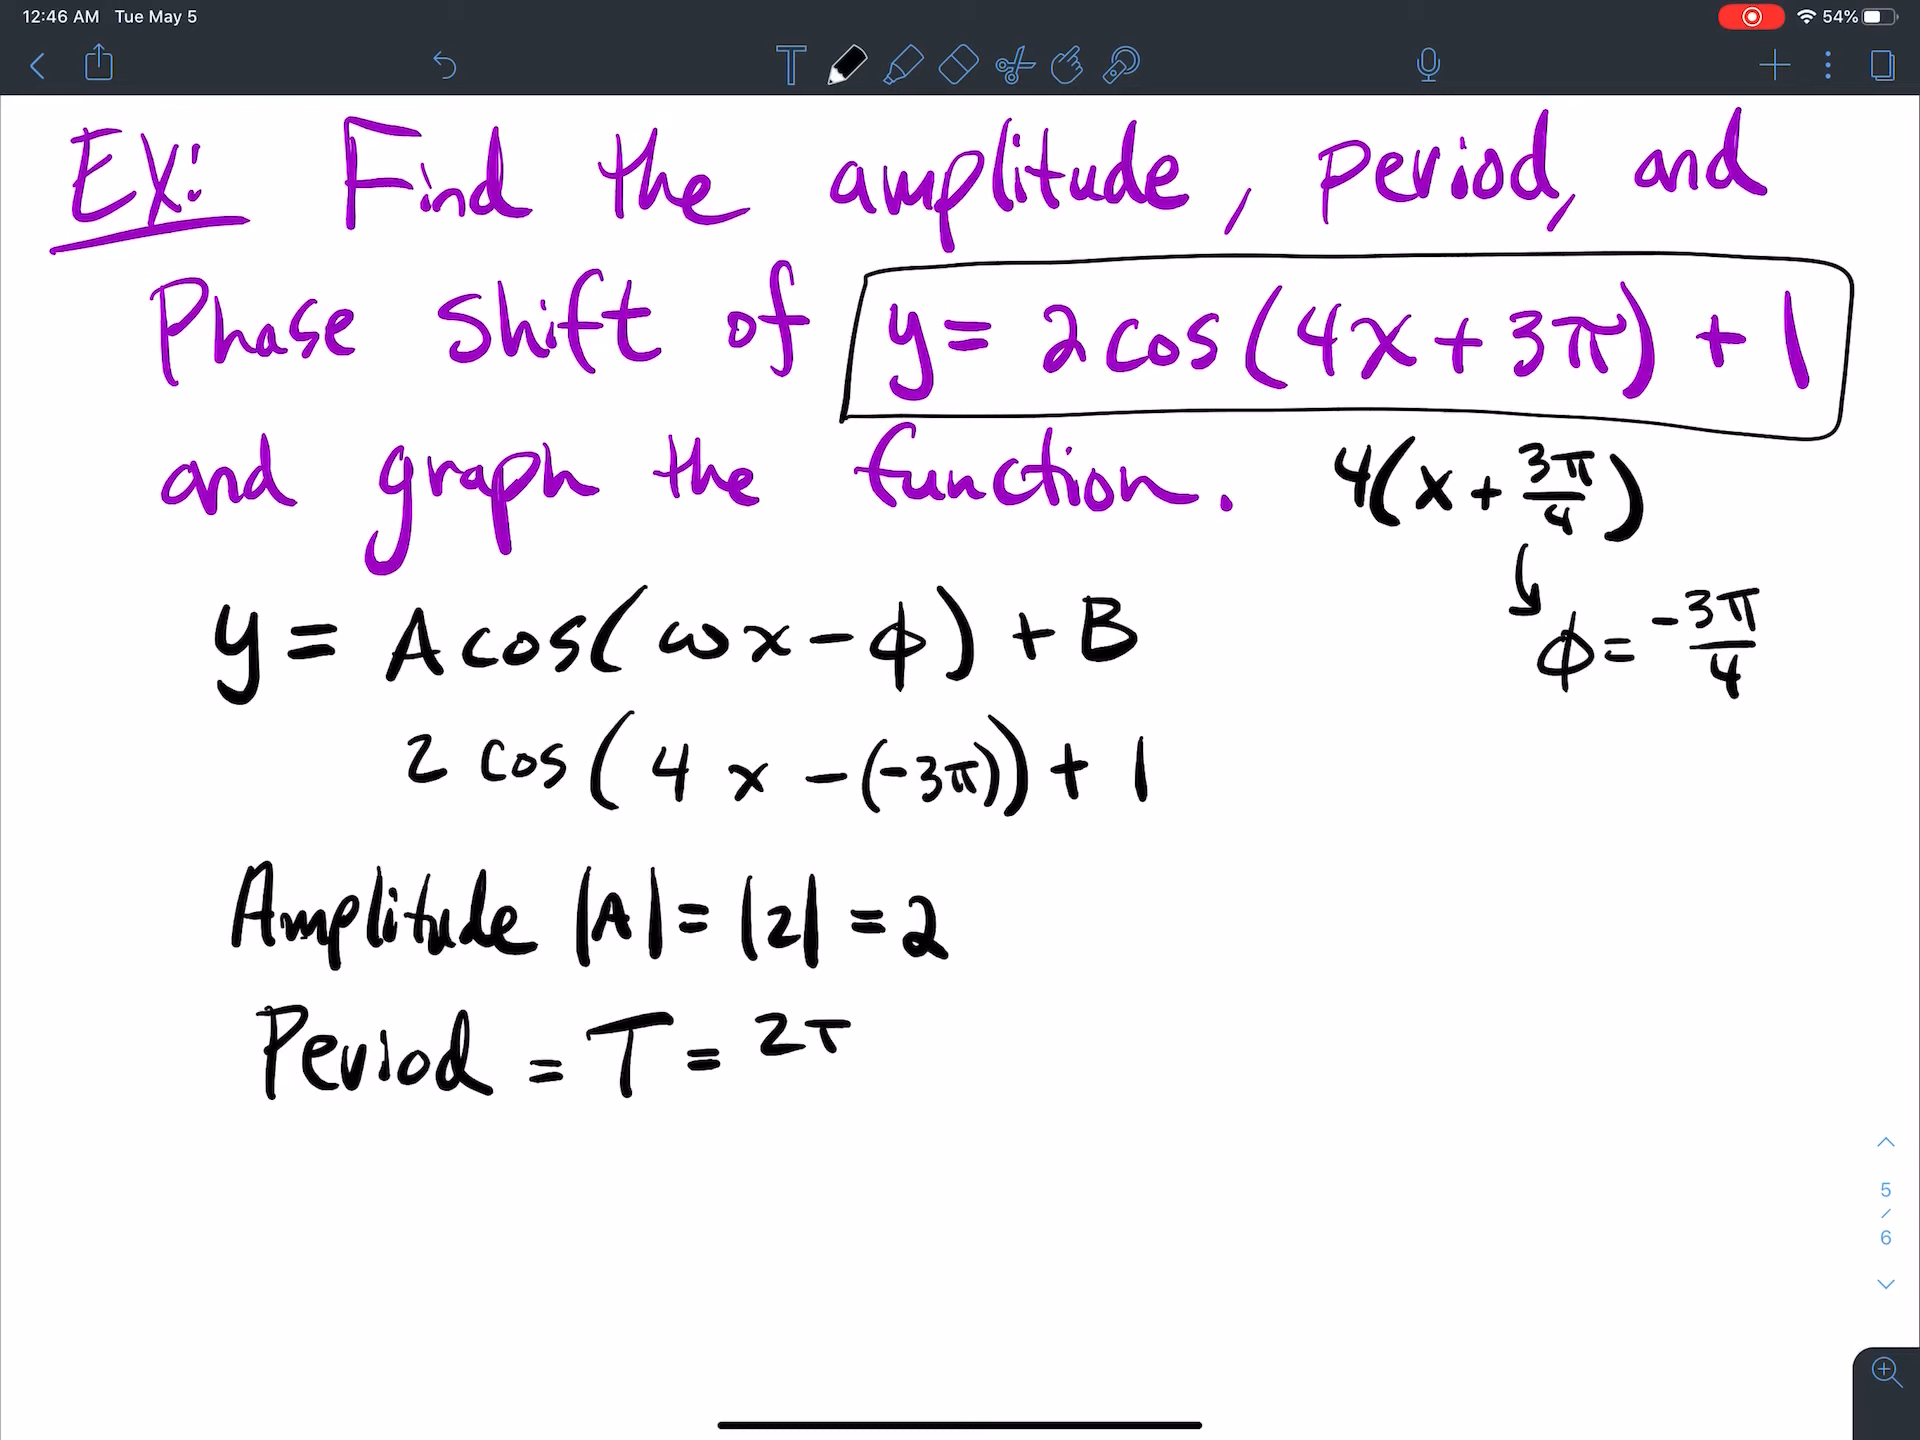 12:46 AM Tue May 5
54%
EX: Find the amplitude, period, and
Phase shift of y = 2cos(4x+3π) + 1
and graph the function.
4(x + 3π/4)
φ = -3π/4
y = A cos(ωx - φ) + B
2 cos(4x - (-3π)) + 1
Amplitude |A| = |2| = 2
Period = T = 2τ
5
/
6